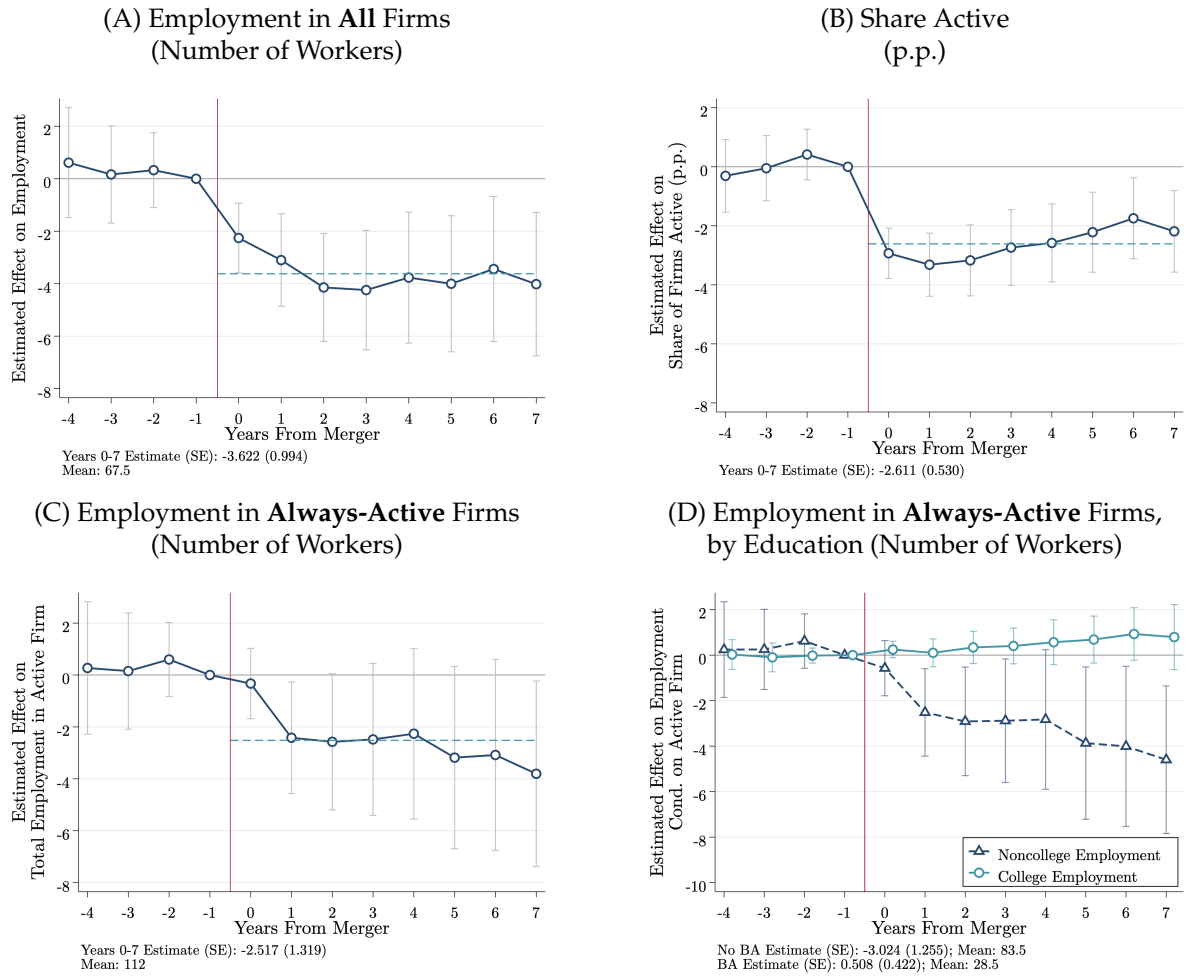 (A) Employment in All Firms
(Number of Workers)
Estimated Effect on Employment
2
0
-2
-4
-6
-8
-4 -3 -2 -1 0 1 2 3 4 5 6 7
Years From Merger
Years 0-7 Estimate (SE): -3.622 (0.994)
Mean: 67.5
(B) Share Active
(p.p.)
Estimated Effect on
Share of Firms Active (p.p.)
2
0
-2
-4
-6
-8
-4 -3 -2 -1 0 1 2 3 4 5 6 7
Years From Merger
Years 0-7 Estimate (SE): -2.611 (0.530)
(C) Employment in Always-Active Firms
(Number of Workers)
Estimated Effect on
Total Employment in Active Firm
2
0
-2
-4
-6
-8
-4 -3 -2 -1 0 1 2 3 4 5 6 7
Years From Merger
Years 0-7 Estimate (SE): -2.517 (1.319)
Mean: 112
(D) Employment in Always-Active Firms,
by Education (Number of Workers)
Estimated Effect on Employment
Cond. on Active Firm
2
0
-2
-4
-6
-8
-10
Noncollege Employment
College Employment
-4 -3 -2 -1 0 1 2 3 4 5 6 7
Years From Merger
No BA Estimate (SE): -3.024 (1.255); Mean: 83.5
BA Estimate (SE): 0.508 (0.422); Mean: 28.5